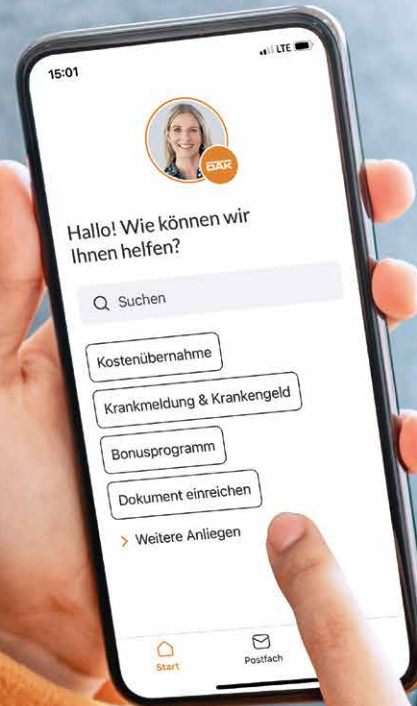 15:01
LTE
DAK
Hallo! Wie können wir
Ihnen helfen?
Suchen
Kostenübernahme
Krankmeldung & Krankengeld
Bonusprogramm
Dokument einreichen
Weitere Anliegen
Start
Postfach